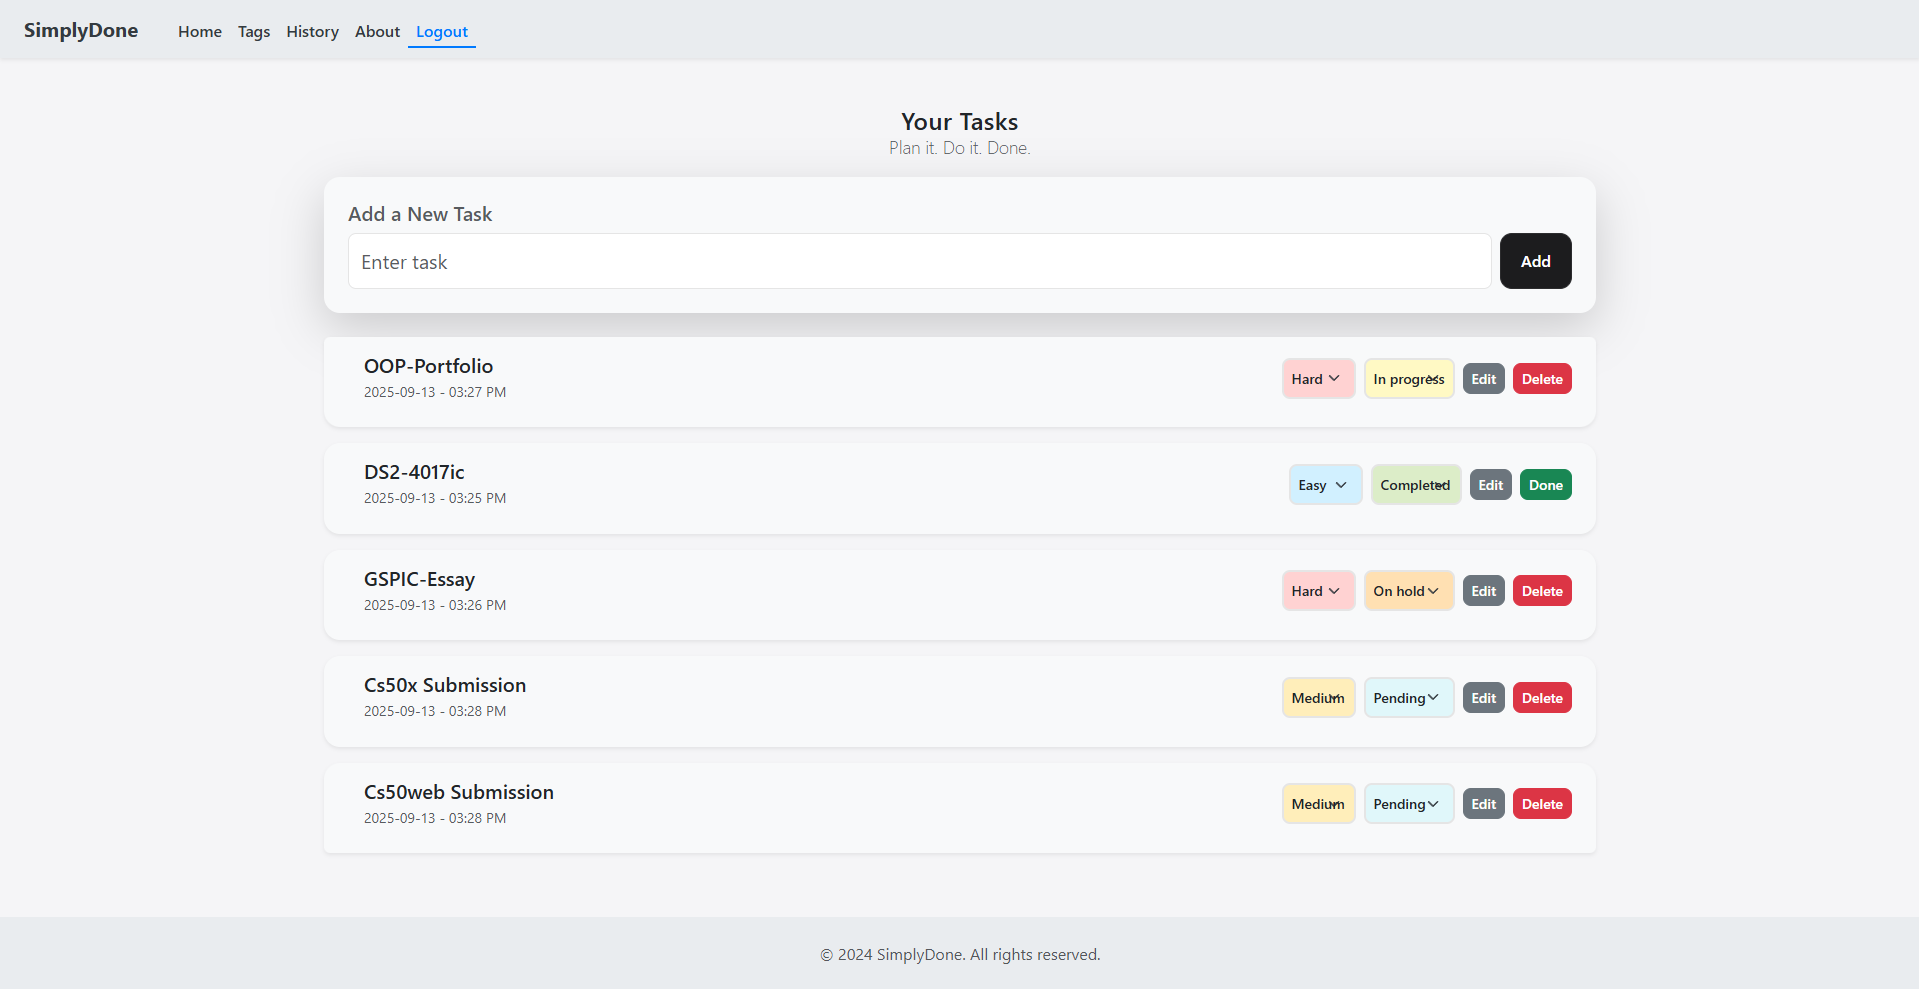 SimplyDone Home Tags History About Logout
Your Tasks
Plan it. Do it. Done.
Add a New Task
Enter task Add
OOP-Portfolio
2025-09-13 - 03:27 PM
Hard In progress Edit Delete
DS2-4017ic
2025-09-13 - 03:25 PM
Easy Completed Edit Done
GSPIC-Essay
2025-09-13 - 03:26 PM
Hard On hold Edit Delete
Cs50x Submission
2025-09-13 - 03:28 PM
Medium Pending Edit Delete
Cs50web Submission
2025-09-13 - 03:28 PM
Medium Pending Edit Delete
© 2024 SimplyDone. All rights reserved.